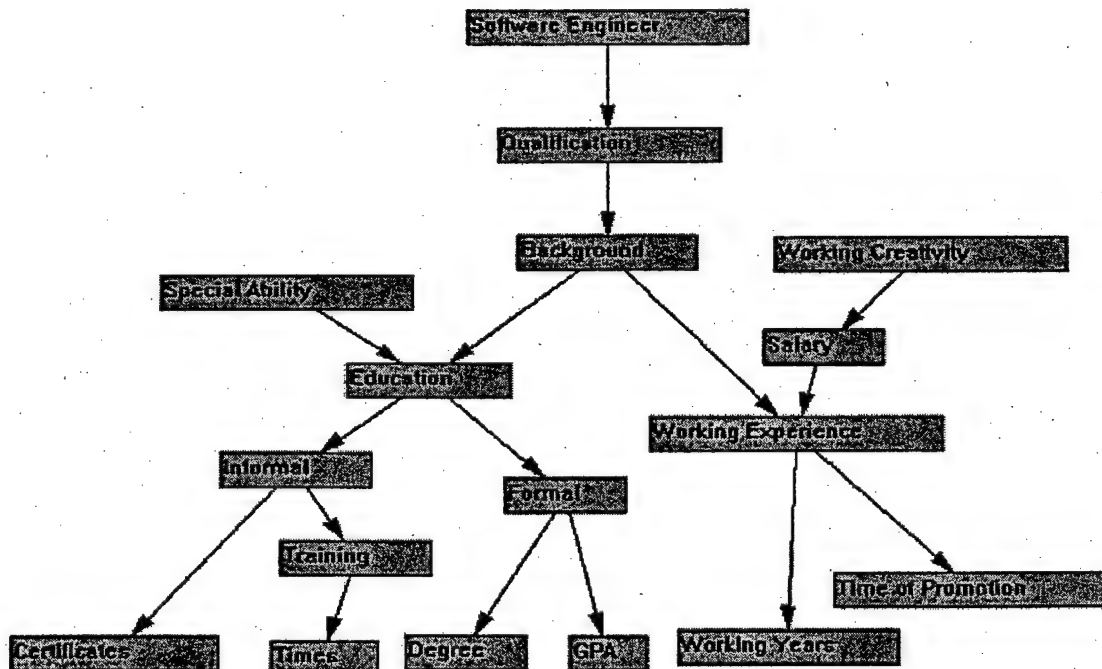 Software Engineer
Qualification
Background
Working Creativity
Special Ability
Salary
Education
Working Experience
Informal
Formal
Training
Time of Promotion
Certificates
Times
Degree
GPA
Working Years